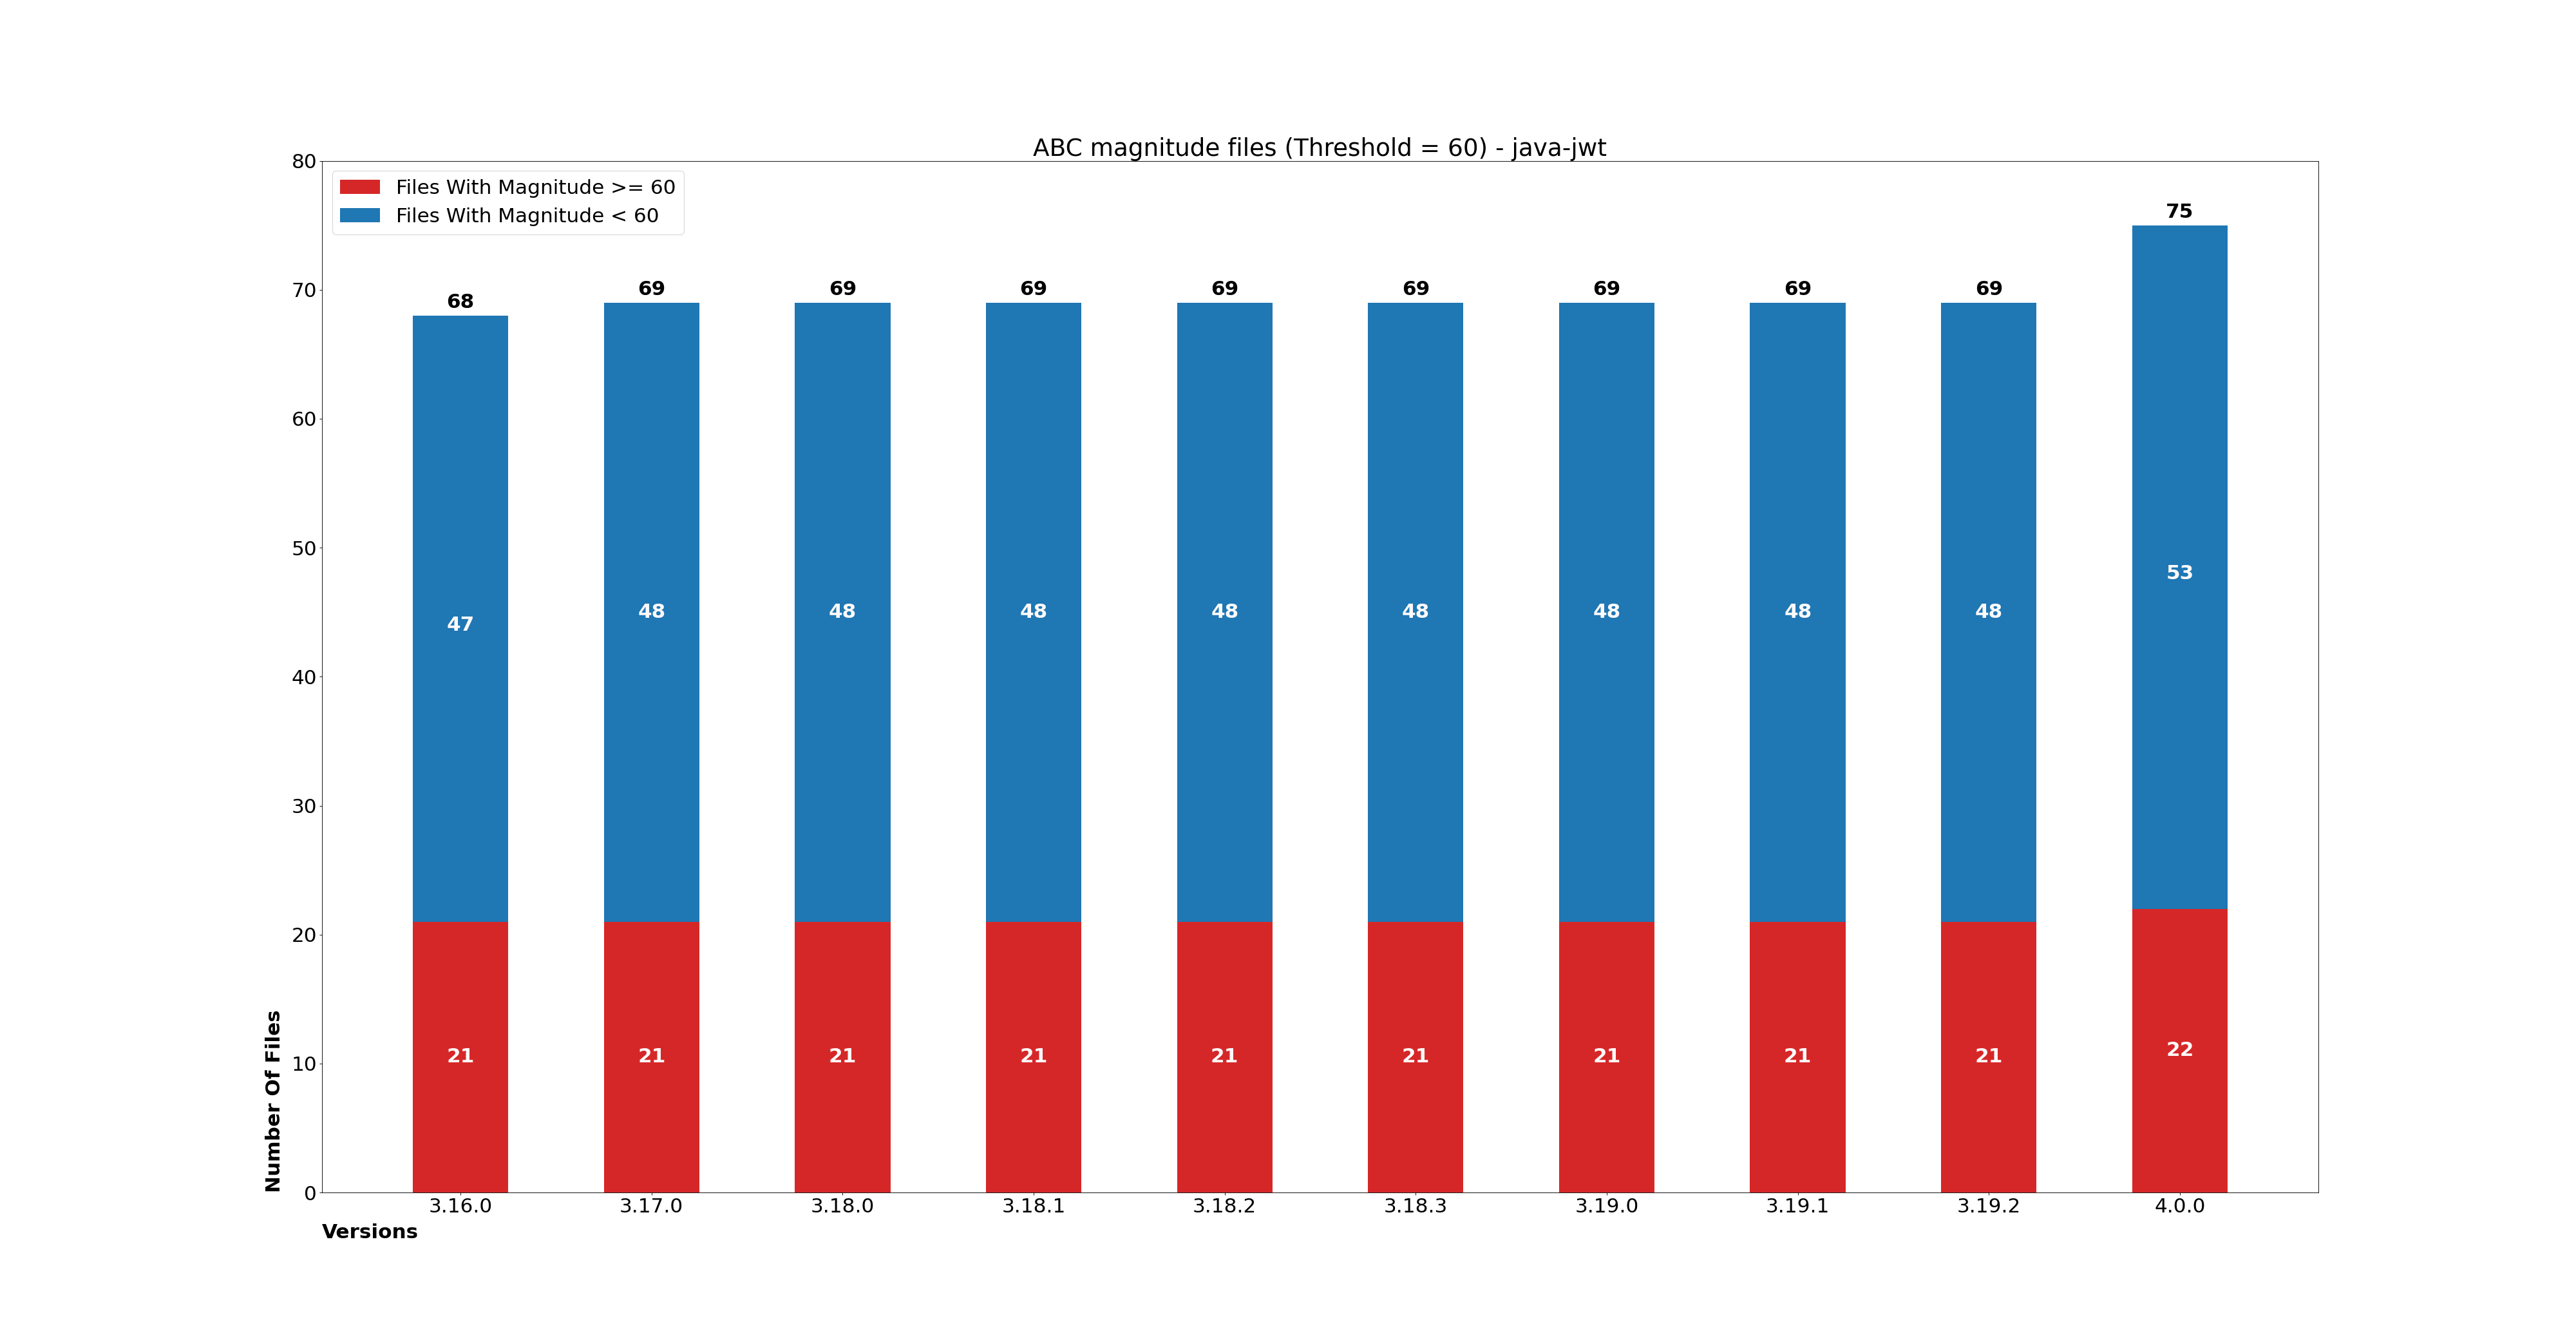 ABC magnitude files (Threshold = 60) - java-jwt
Files With Magnitude >= 60
Files With Magnitude < 60
80
70
60
50
40
30
20
10
0
Number Of Files
68 69 69 69 69 69 69 69 69 75
47 48 48 48 48 48 48 48 48 53
21 21 21 21 21 21 21 21 21 22
3.16.0 3.17.0 3.18.0 3.18.1 3.18.2 3.18.3 3.19.0 3.19.1 3.19.2 4.0.0
Versions